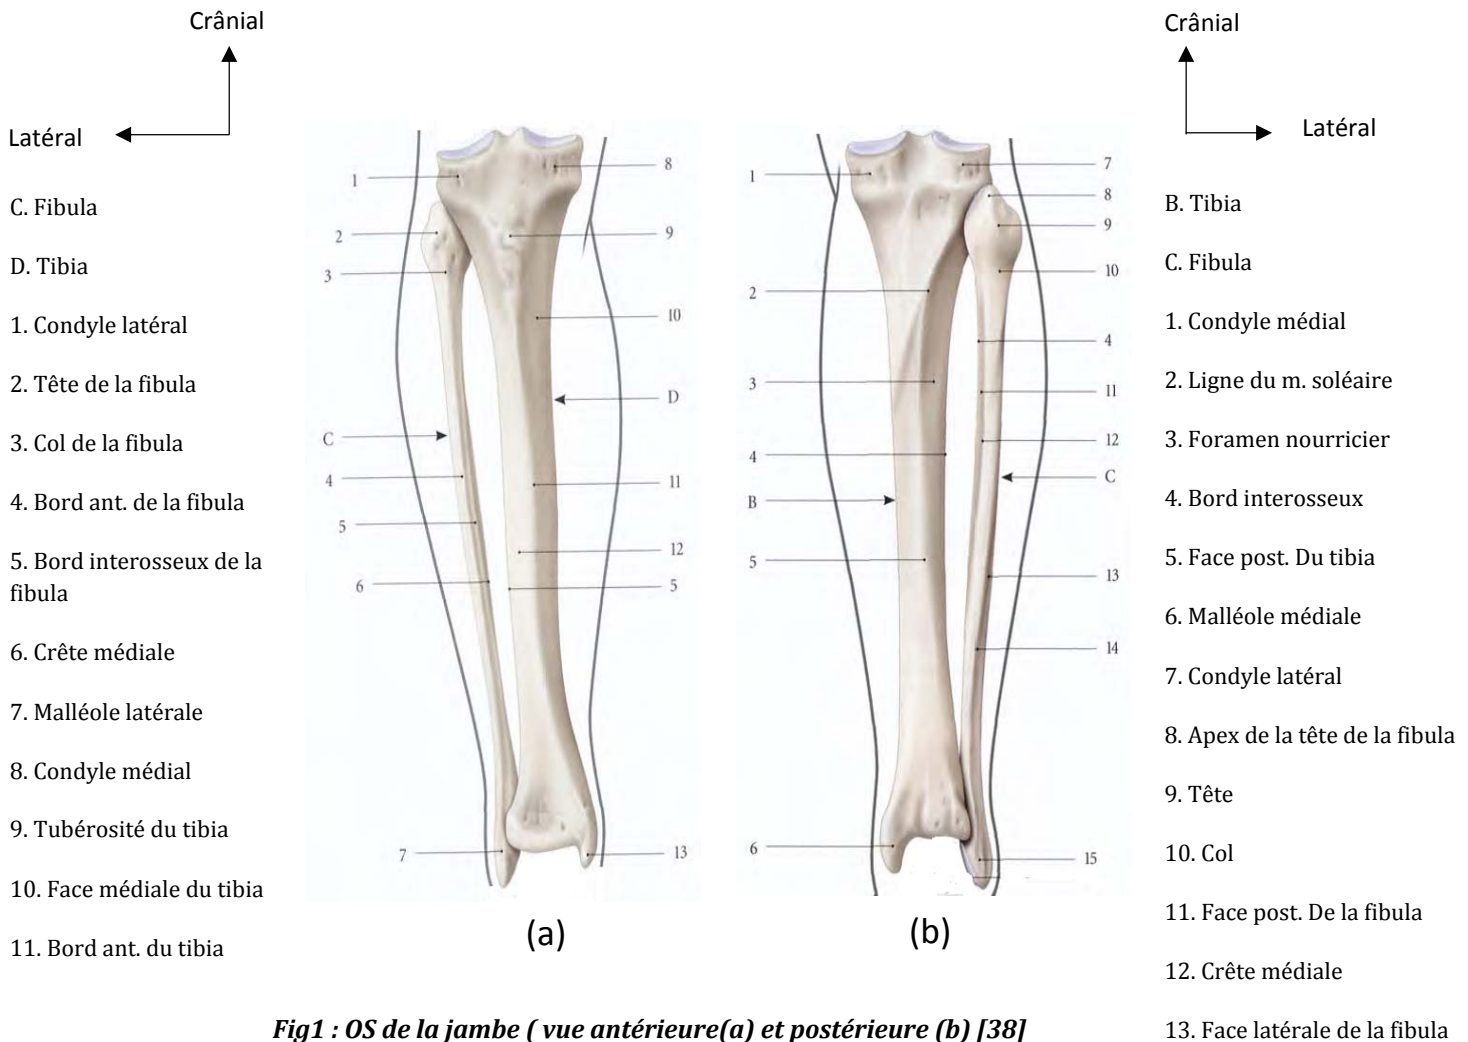 Crânial
Latéral
C. Fibula
D. Tibia
1. Condyle latéral
2. Tête de la fibula
3. Col de la fibula
4. Bord ant. de la fibula
5. Bord interosseux de la
fibula
6. Crête médiale
7. Malléole latérale
8. Condyle médial
9. Tubérosité du tibia
10. Face médiale du tibia
11. Bord ant. du tibia
1
2
3
C
4
5
6
7
8
9
10
D
11
12
5
13
(a)
1
2
3
4
B
5
6
7
8
9
10
4
11
12
C
13
14
15
(b)
Crânial
Latéral
B. Tibia
C. Fibula
1. Condyle médial
2. Ligne du m. soléaire
3. Foramen nourricier
4. Bord interosseux
5. Face post. Du tibia
6. Malléole médiale
7. Condyle latéral
8. Apex de la tête de la fibula
9. Tête
10. Col
11. Face post. De la fibula
12. Crête médiale
13. Face latérale de la fibula
Fig1 : OS de la jambe ( vue antérieure(a) et postérieure (b) [38]